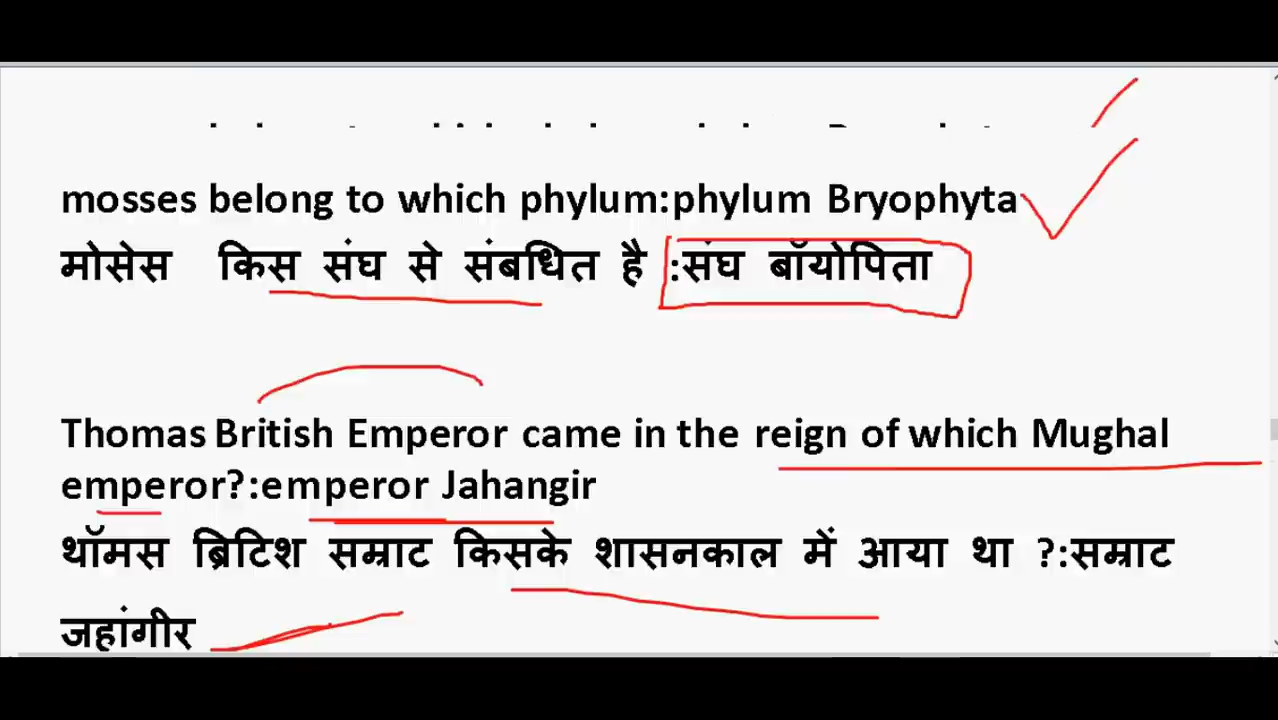 mosses belong to which phylum:phylum Bryophyta
मोसेस किस संघ से संबधित है :संघ बॉयोपिता
Thomas British Emperor came in the reign of which Mughal
emperor?:emperor Jahangir
थॉमस ब्रिटिश सम्राट किसके शासनकाल में आया था ?:सम्राट
जहांगीर